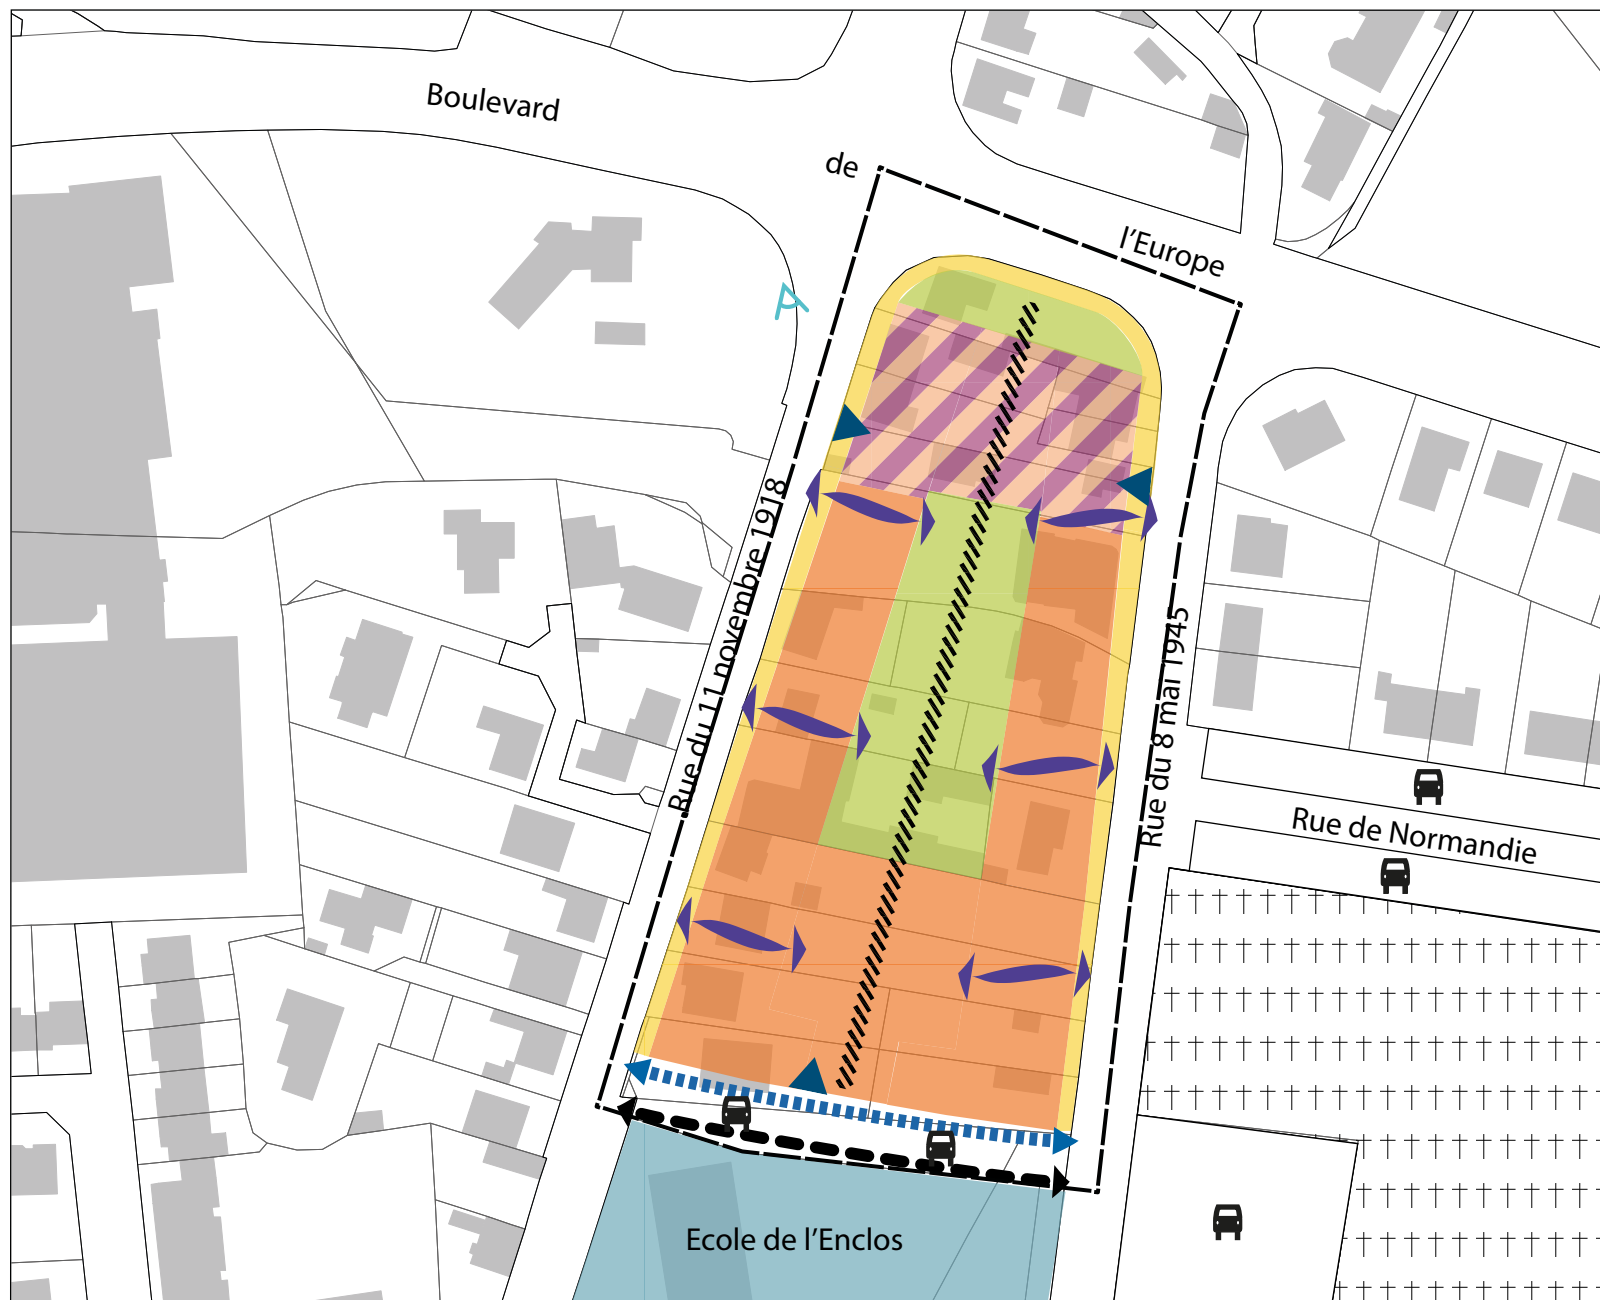 Boulevard
de
l'Europe
Rue du 11 novembre 1918
Rue du 8 mai 1945
Rue de Normandie
Ecole de l'Enclos